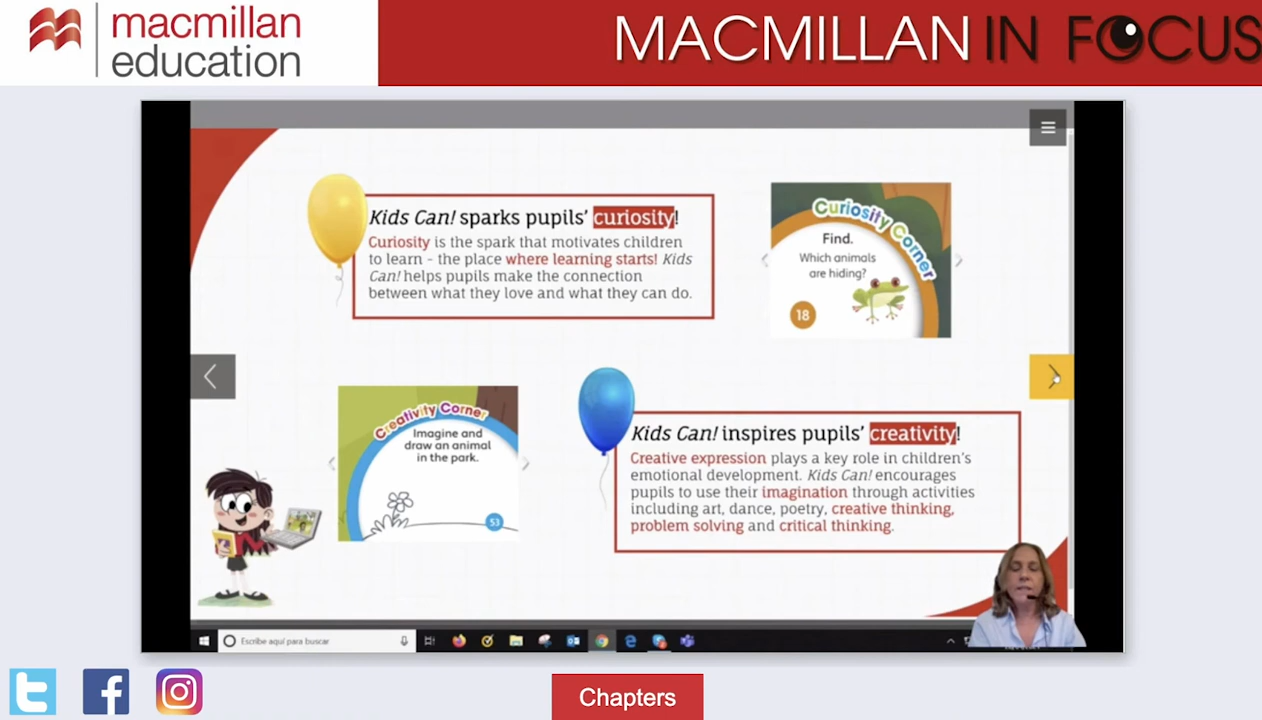 macmillan
education
MACMILLAN IN FOCUS
Kids Can! sparks pupils' curiosity!
Curiosity is the spark that motivates children
to learn - the place where learning starts! Kids
Can! helps pupils make the connection
between what they love and what they can do.
Curiosity Corner
Find.
Which animals
are hiding?
18
Creativity Corner
Imagine and
draw an animal
in the park.
53
Kids Can! inspires pupils' creativity!
Creative expression plays a key role in children's
emotional development. Kids Can! encourages
pupils to use their imagination through activities
including art, dance, poetry, creative thinking,
problem solving and critical thinking.
Escribe aquí para buscar
Chapters